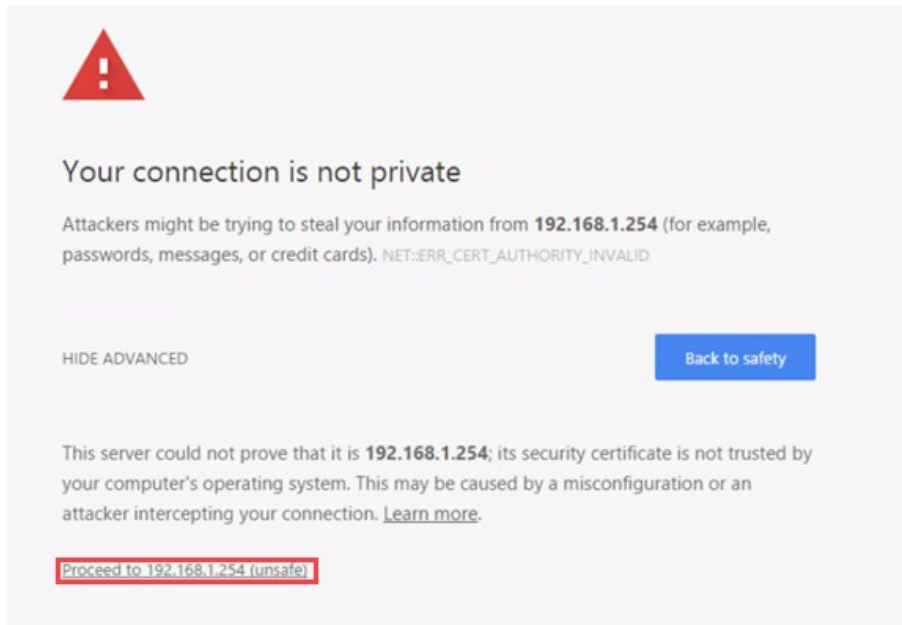 Your connection is not private
Attackers might be trying to steal your information from 192.168.1.254 (for example,
passwords, messages, or credit cards). NET::ERR_CERT_AUTHORITY_INVALID
HIDE ADVANCED
Back to safety
This server could not prove that it is 192.168.1.254; its security certificate is not trusted by
your computer's operating system. This may be caused by a misconfiguration or an
attacker intercepting your connection. Learn more.
Proceed to 192.168.1.254 (unsafe)